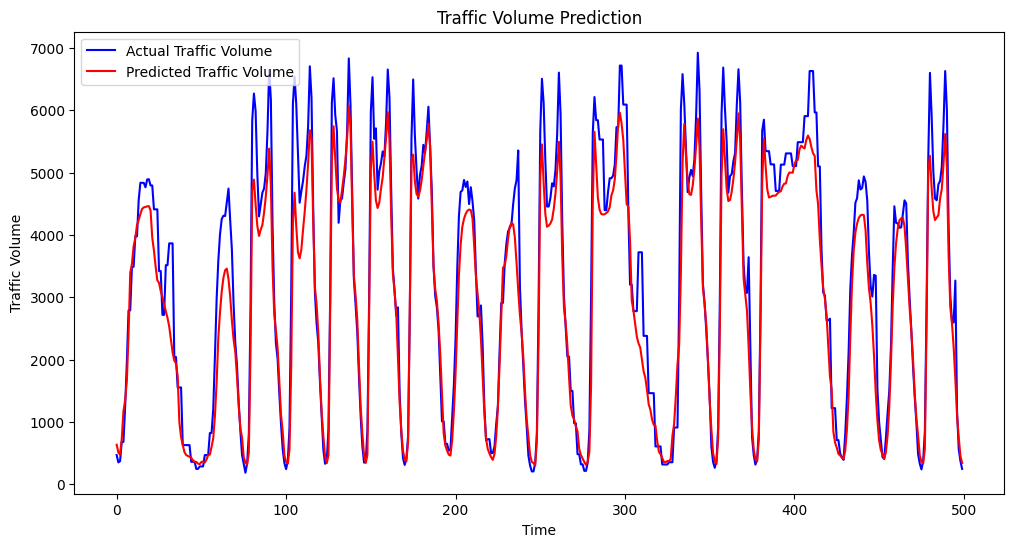 Traffic Volume Prediction
Actual Traffic Volume
Predicted Traffic Volume
7000
6000
5000
4000
3000
2000
1000
0
Traffic Volume
0 100 200 300 400 500
Time